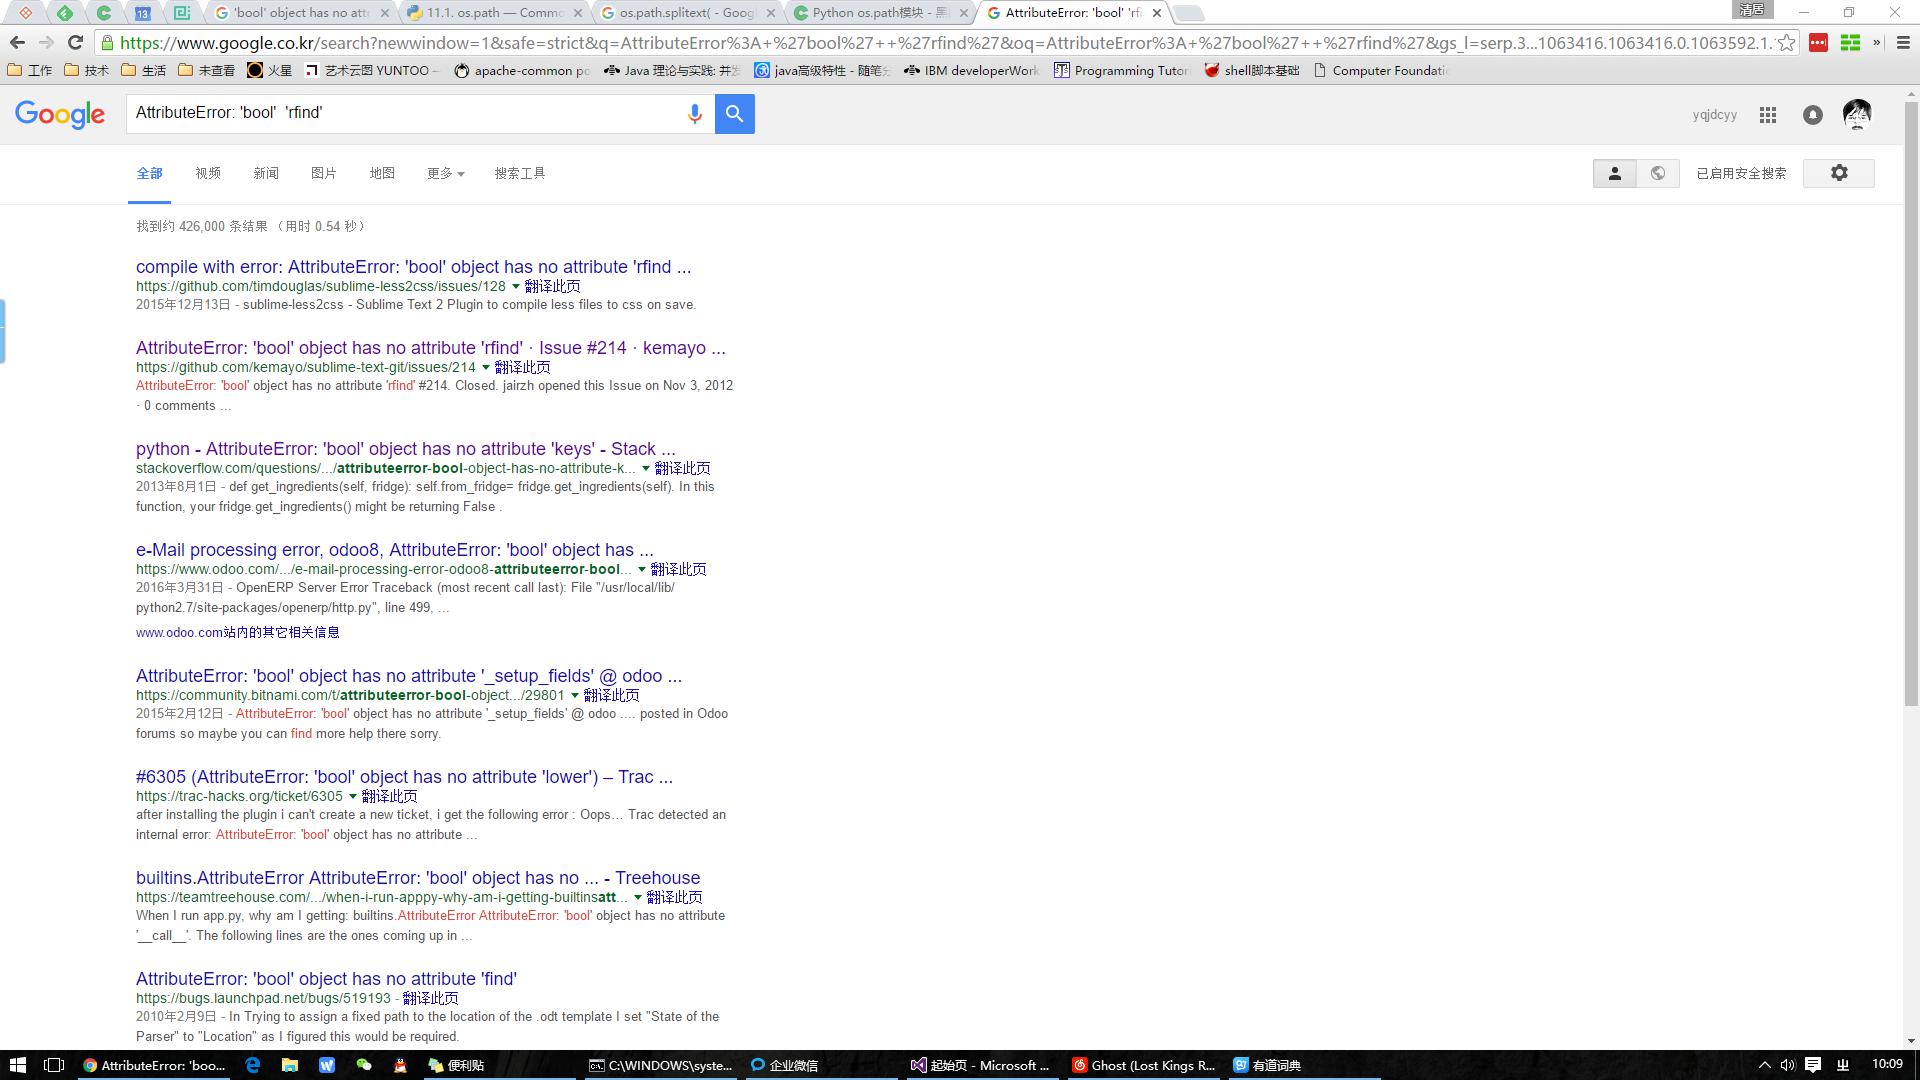 清居
'bool' object has no att
11.1. os.path — Commo
os.path.splitext( - Goog
Python os.path模块 - 黑
AttributeError: 'bool' 'rf
https://www.google.co.kr/search?newwindow=1&safe=strict&q=AttributeError%3A+%27bool%27++%27rfind%27&oq=AttributeError%3A+%27bool%27++%27rfind%27&gs_l=serp.3...1063416.1063416.0.1063592.1.
工作 技术 生活 未查看 火星 艺术云图 YUNTOO – apache-common po Java 理论与实践: 并发 java高级特性 - 随笔 IBM developerWork Programming Tutor shell脚本基础 Computer Foundatio
Google
AttributeError: 'bool'  'rfind'
yqjdcyy
全部 视频 新闻 图片 地图 更多 搜索工具
已启用安全搜索
找到约 426,000 条结果 （用时 0.54 秒）
compile with error: AttributeError: 'bool' object has no attribute 'rfind ...
https://github.com/timdouglas/sublime-less2css/issues/128 翻译此页
2015年12月13日 - sublime-less2css - Sublime Text 2 Plugin to compile less files to css on save.
AttributeError: 'bool' object has no attribute 'rfind' · Issue #214 · kemayo ...
https://github.com/kemayo/sublime-text-git/issues/214 翻译此页
AttributeError: 'bool' object has no attribute 'rfind' #214. Closed. jairzh opened this Issue on Nov 3, 2012
· 0 comments ...
python - AttributeError: 'bool' object has no attribute 'keys' - Stack ...
stackoverflow.com/questions/.../attributeerror-bool-object-has-no-attribute-k... 翻译此页
2013年8月1日 - def get_ingredients(self, fridge): self.from_fridge= fridge.get_ingredients(self). In this
function, your fridge.get_ingredients() might be returning False .
e-Mail processing error, odoo8, AttributeError: 'bool' object has ...
https://www.odoo.com/.../e-mail-processing-error-odoo8-attributeerror-bool... 翻译此页
2016年3月31日 - OpenERP Server Error Traceback (most recent call last): File "/usr/local/lib/
python2.7/site-packages/openerp/http.py", line 499, ...
www.odoo.com站内的其它相关信息
AttributeError: 'bool' object has no attribute '_setup_fields' @ odoo ...
https://community.bitnami.com/t/attributeerror-bool-object.../29801 翻译此页
2015年2月12日 - AttributeError: 'bool' object has no attribute '_setup_fields' @ odoo .... posted in Odoo
forums so maybe you can find more help there sorry.
#6305 (AttributeError: 'bool' object has no attribute 'lower') – Trac ...
https://trac-hacks.org/ticket/6305 翻译此页
after installing the plugin i can't create a new ticket, i get the following error : Oops… Trac detected an
internal error: AttributeError: 'bool' object has no attribute ...
builtins.AttributeError AttributeError: 'bool' object has no ... - Treehouse
https://teamtreehouse.com/.../when-i-run-apppy-why-am-i-getting-builtinsatt... 翻译此页
When I run app.py, why am I getting: builtins.AttributeError AttributeError: 'bool' object has no attribute
'__call__'. The following lines are the ones coming up in ...
AttributeError: 'bool' object has no attribute 'find'
https://bugs.launchpad.net/bugs/519193 - 翻译此页
2010年2月9日 - In Trying to assign a fixed path to the location of the .odt template I set "State of the
Parser" to "Location" as I figured this would be required.
AttributeError: 'boo... 便利贴 C:\WINDOWS\syste... 企业微信 起始页 - Microsoft ... Ghost (Lost Kings R... 有道词典 10:09